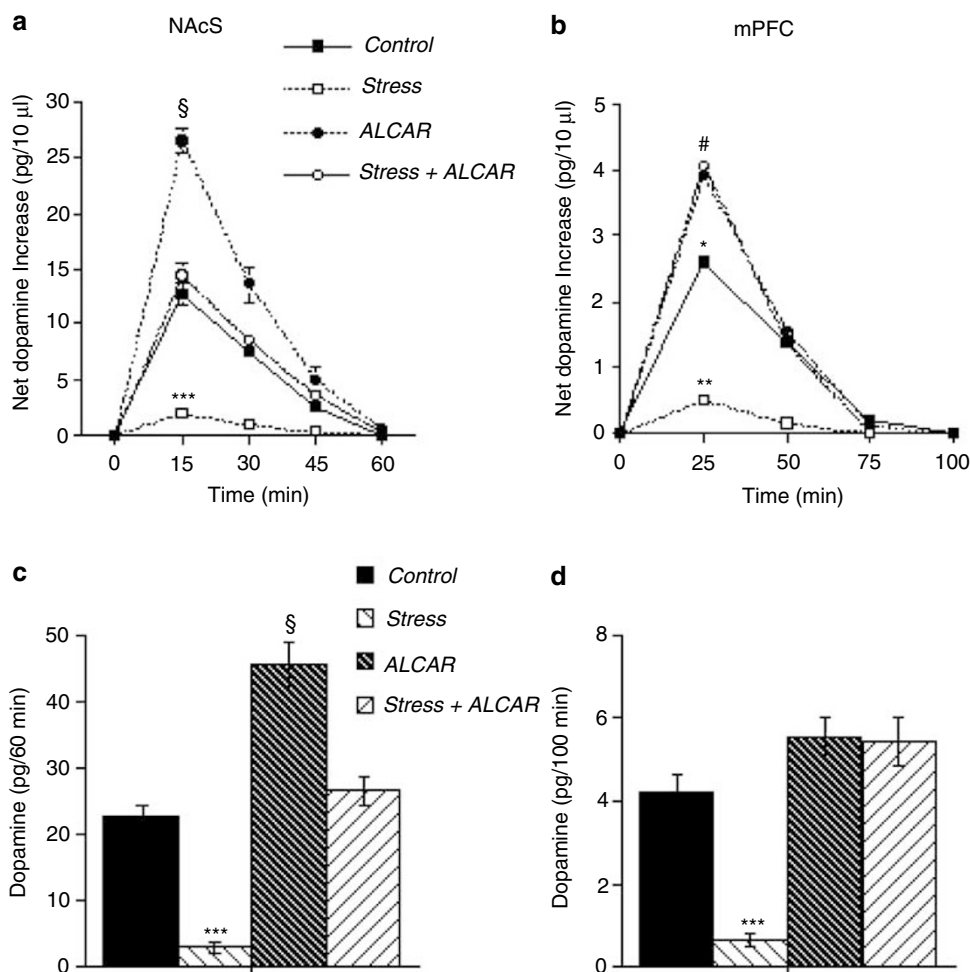 a
NAcS
Control
Stress
ALCAR
Stress + ALCAR
Net dopamine Increase (pg/10 µl)
30
25
20
15
10
5
0
§
***
0 15 30 45 60
Time (min)
b
mPFC
Net dopamine Increase (pg/10 µl)
5
4
3
2
1
0
#
*
**
0 25 50 75 100
Time (min)
c
Control
Stress
ALCAR
Stress + ALCAR
Dopamine (pg/60 min)
50
40
30
20
10
0
***
§
d
Dopamine (pg/100 min)
8
6
4
2
0
***